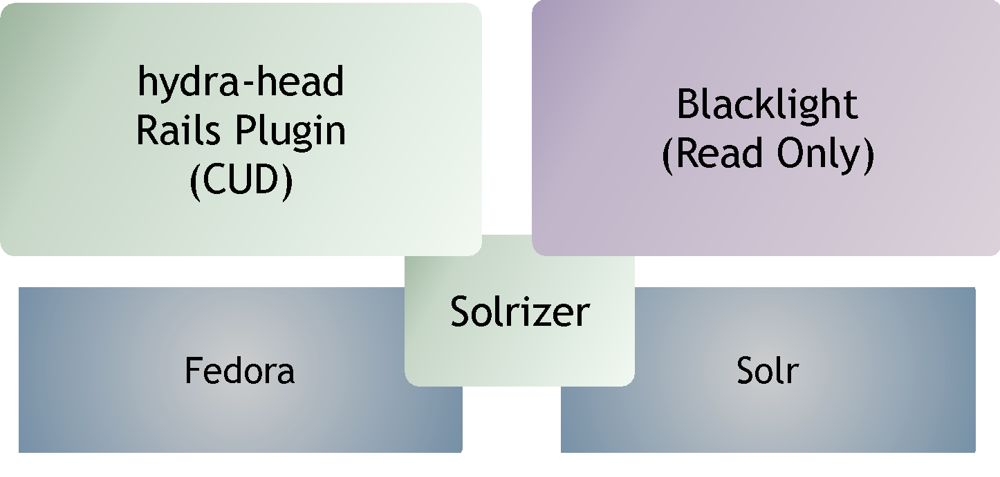 hydra-head
Rails Plugin
(CUD)
Blacklight
(Read Only)
Solrizer
Fedora
Solr